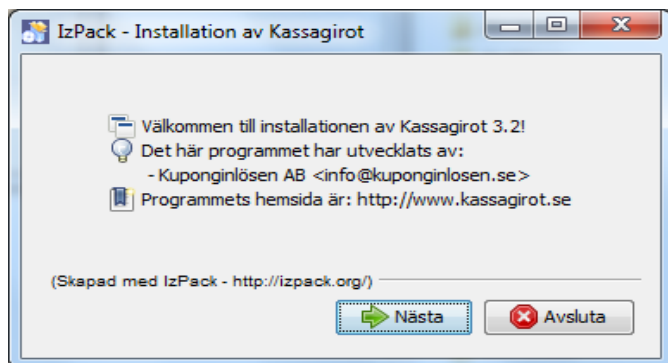 IzPack - Installation av Kassagirot
Välkommen till installationen av Kassagirot 3.2!
Det här programmet har utvecklats av:
- Kuponginlösen AB <info@kuponginlosen.se>
Programmets hemsida är: http://www.kassagirot.se
(Skapad med IzPack - http://izpack.org/)
Nästa
Avsluta